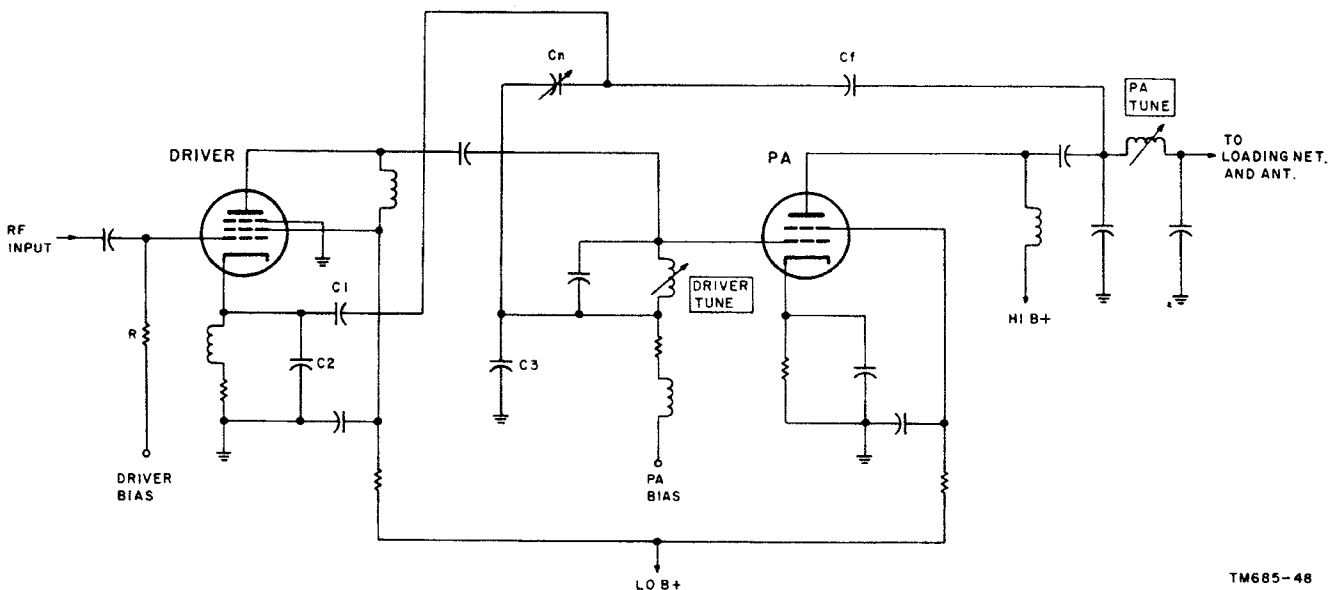 Cn
Cf
PA
TUNE
DRIVER
PA
TO
LOADING NET.
AND ANT.
RF
INPUT
C1
DRIVER
TUNE
HI B+
R
C2
C3
DRIVER
BIAS
PA
BIAS
LO B+
TM685-48